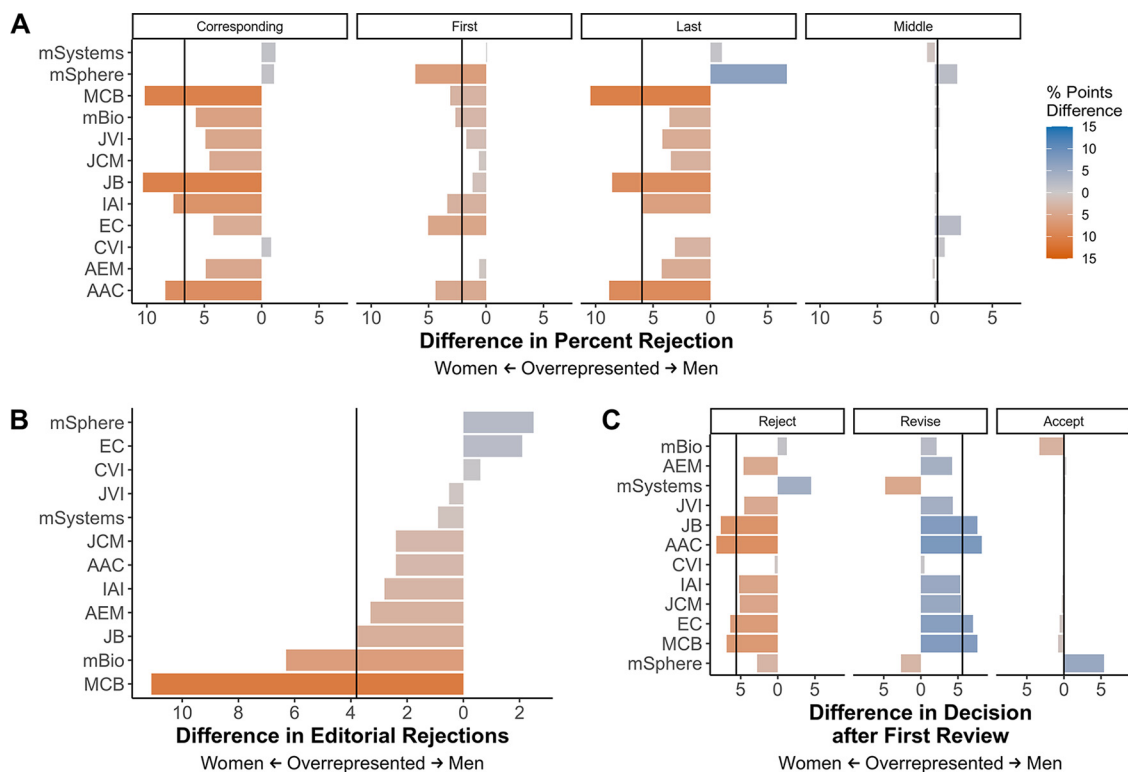 A
Corresponding
First
Last
Middle
mSystems
mSphere
MCB
mBio
JVI
JCM
JB
IAI
EC
CVI
AEM
AAC
10 5 0 5
10 5 0 5
10 5 0 5
10 5 0 5
Difference in Percent Rejection
Women ← Overrepresented → Men
% Points
Difference
15
10
5
0
5
10
15
B
mSphere
EC
CVI
JVI
mSystems
JCM
AAC
IAI
AEM
JB
mBio
MCB
10 8 6 4 2 0 2
Difference in Editorial Rejections
Women ← Overrepresented → Men
C
Reject
Revise
Accept
mBio
AEM
mSystems
JVI
JB
AAC
CVI
IAI
JCM
EC
MCB
mSphere
5 0 5
5 0 5
5 0 5
Difference in Decision
after First Review
Women ← Overrepresented → Men